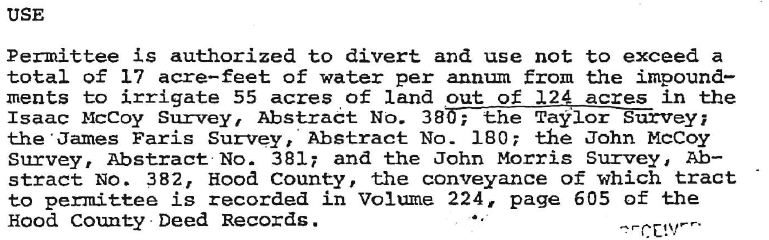 USE
Permittee is authorized to divert and use not to exceed a
total of 17 acre-feet of water per annum from the impound-
ments to irrigate 55 acres of land out of 124 acres in the
Isaac McCoy Survey, Abstract No. 380; the Taylor Survey;
the James Faris Survey, Abstract No. 180; the John McCoy
Survey, Abstract No. 381; and the John Morris Survey, Ab-
stract No. 382, Hood County, the conveyance of which tract
to permittee is recorded in Volume 224, page 605 of the
Hood County Deed Records.